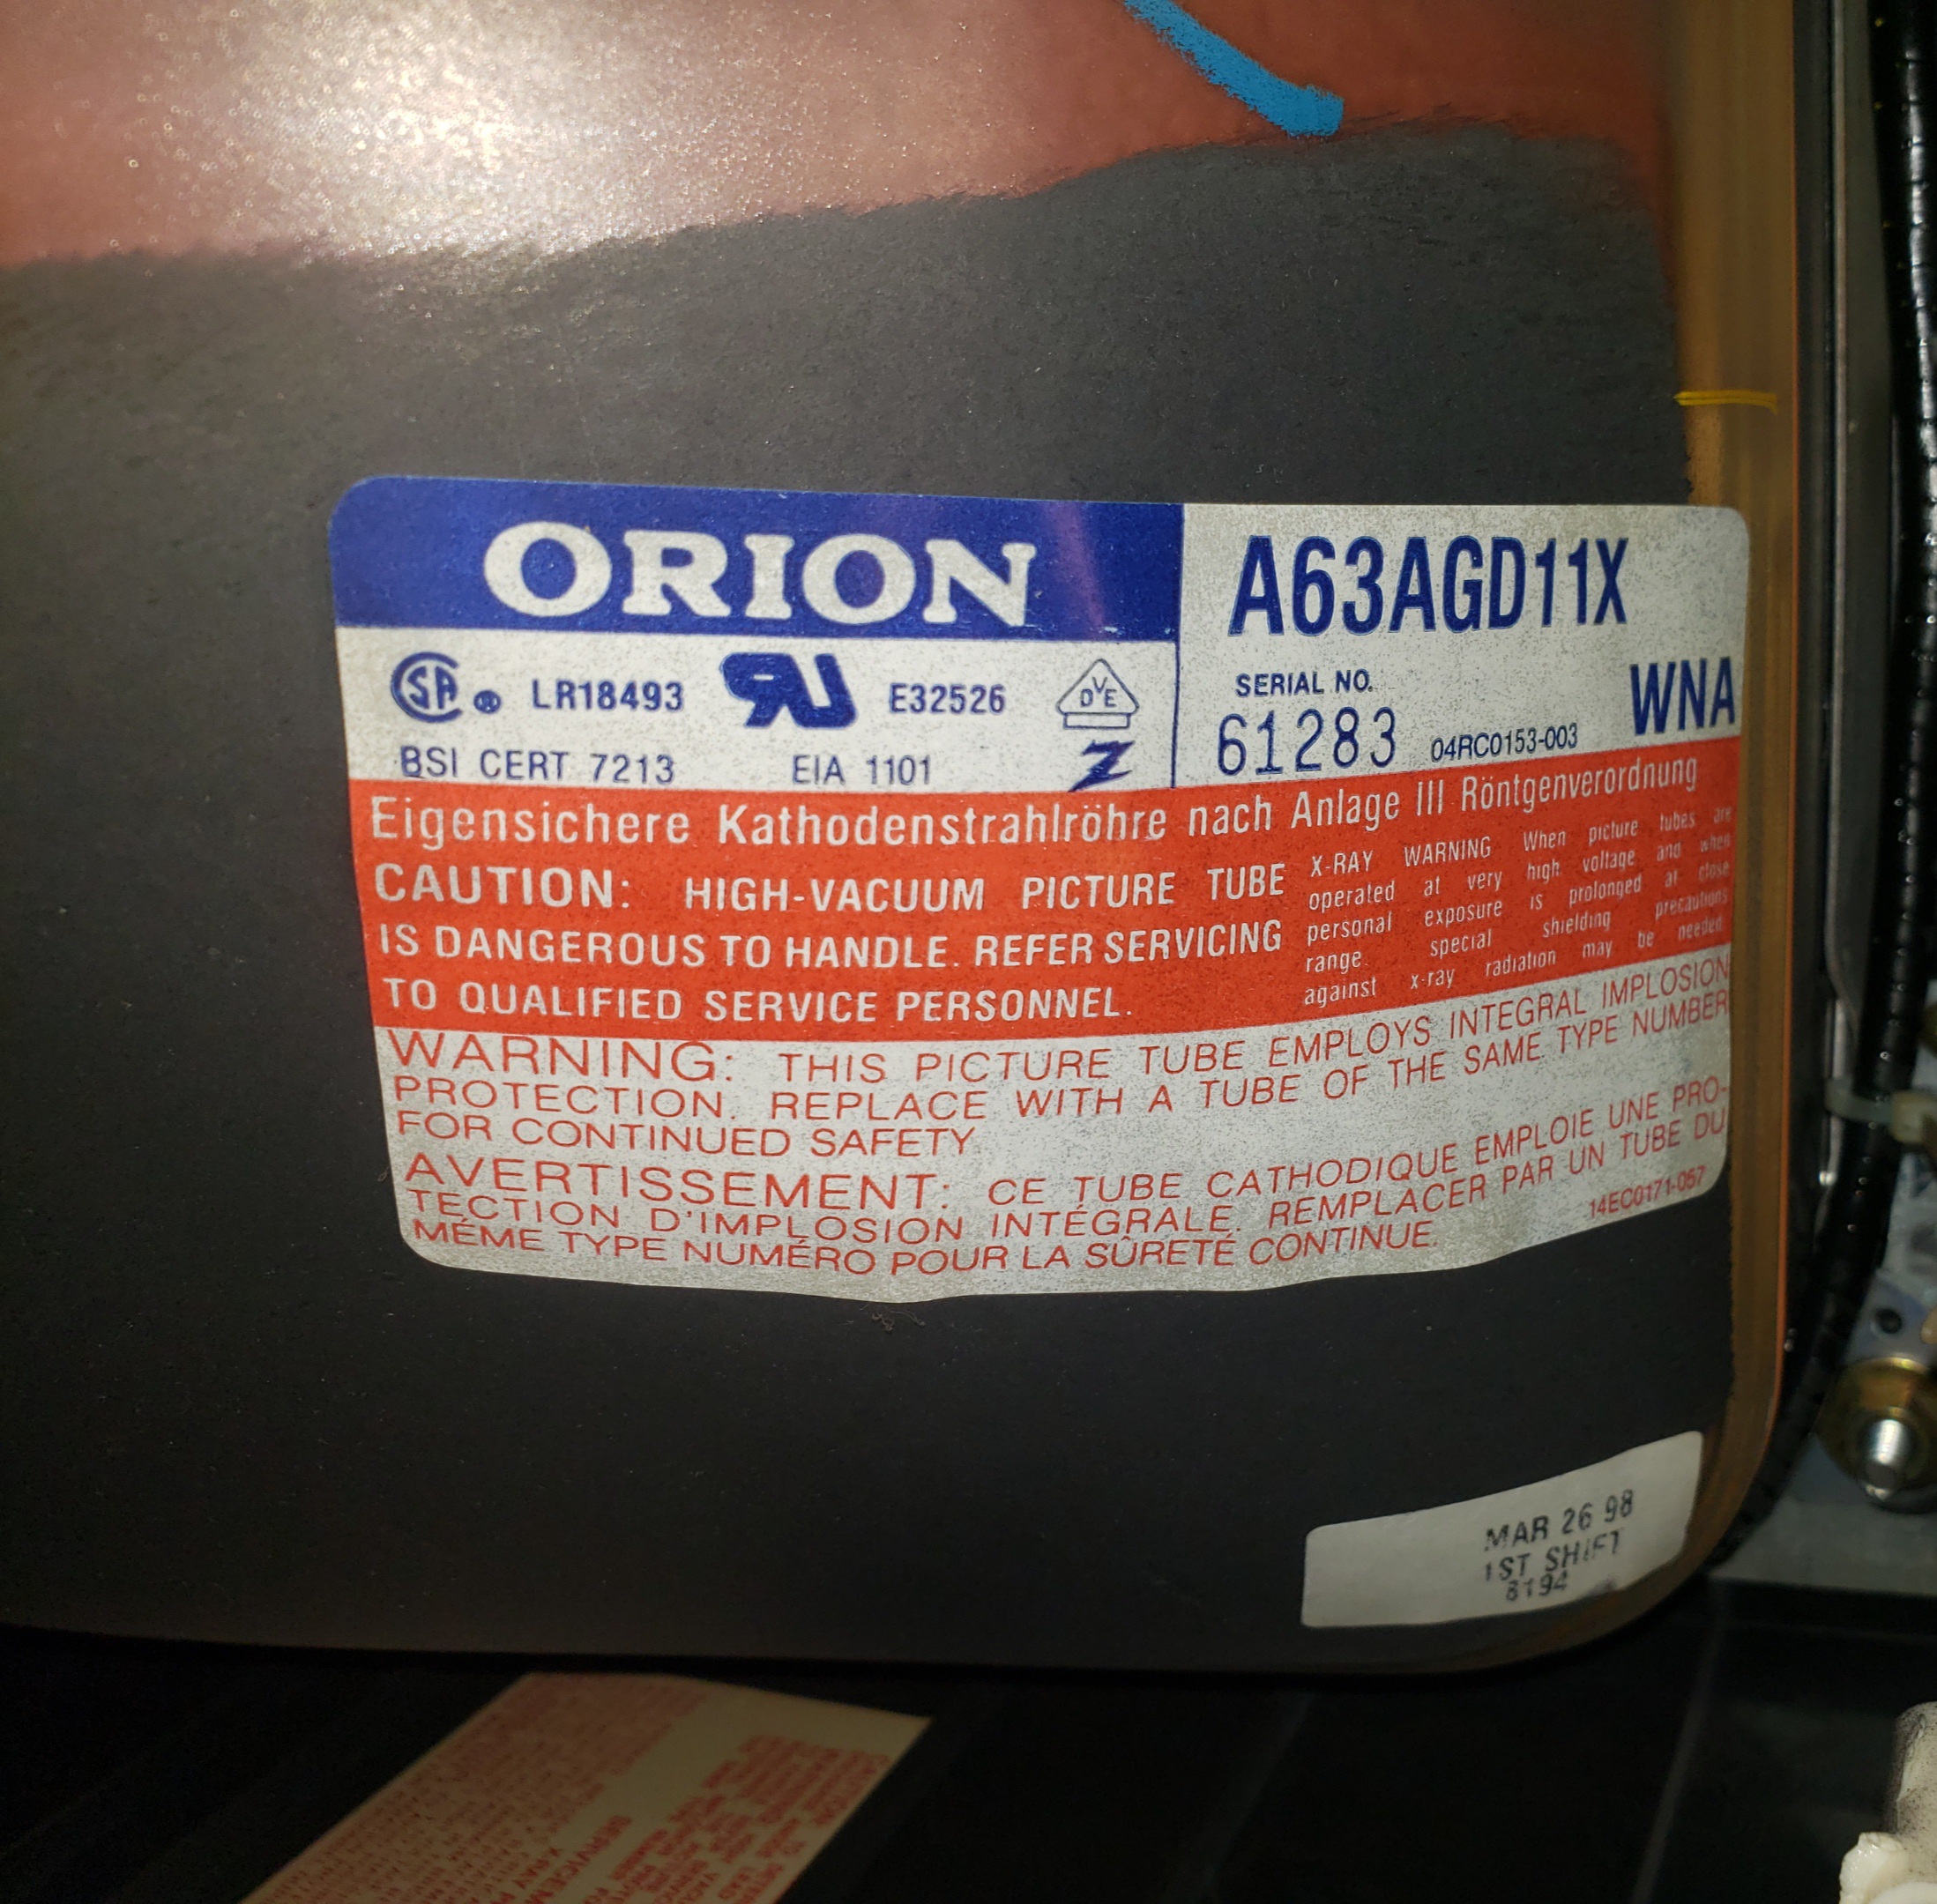 ORION
A63AGD11X
SA ® LR18493 E32526 DVE
SERIAL NO.
61283 04RC0153-003 WNA
BSI CERT 7213 EIA 1101
Eigensichere Kathodenstrahlröhre nach Anlage III Röntgenverordnung
CAUTION: HIGH-VACUUM PICTURE TUBE
IS DANGEROUS TO HANDLE. REFER SERVICING
TO QUALIFIED SERVICE PERSONNEL.
X-RAY WARNING When picture tubes are
operated at very high voltage and when
personal exposure is prolonged at close
range special shielding precautions
against x-ray radiation may be needed
WARNING: THIS PICTURE TUBE EMPLOYS INTEGRAL IMPLOSION
PROTECTION. REPLACE WITH A TUBE OF THE SAME TYPE NUMBER
FOR CONTINUED SAFETY
AVERTISSEMENT: CE TUBE CATHODIQUE EMPLOIE UNE PRO-
TECTION D'IMPLOSION INTÉGRALE. REMPLACER PAR UN TUBE DU
MÉME TYPE NUMÉRO POUR LA SÛRETÉ CONTINUE.
14EC0171-057
MAR 26 98
1ST SHIFT
8194